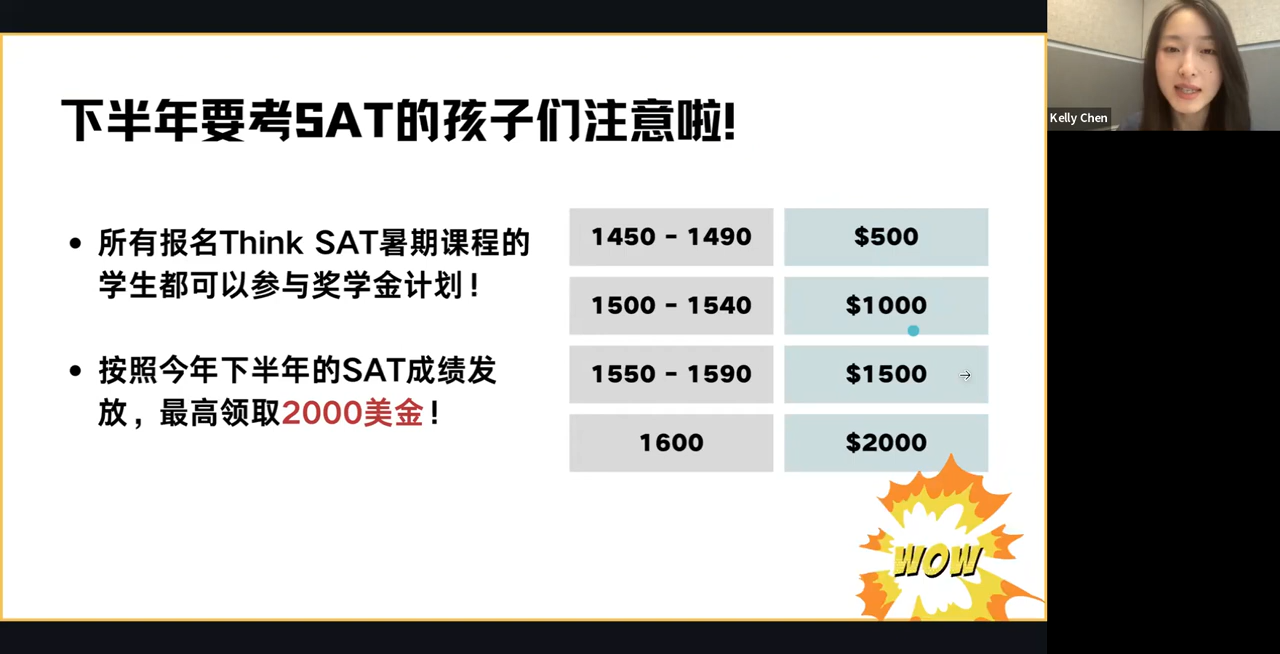 下半年要考SAT的孩子们注意啦!
所有报名Think SAT暑期课程的
学生都可以参与奖学金计划！
按照今年下半年的SAT成绩发
放，最高领取2000美金！
1450 - 1490 $500
1500 - 1540 $1000
1550 - 1590 $1500
1600 $2000
WOW
Kelly Chen